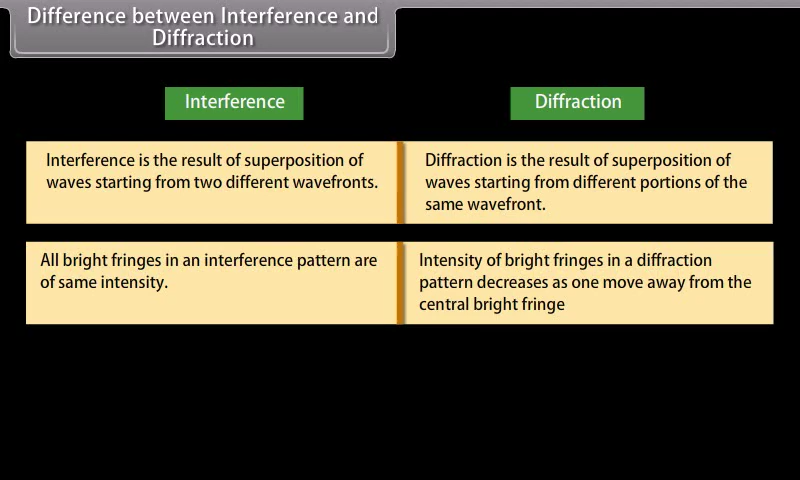 Difference between Interference and
Diffraction
Interference
Diffraction
Interference is the result of superposition of
waves starting from two different wavefronts.
Diffraction is the result of superposition of
waves starting from different portions of the
same wavefront.
All bright fringes in an interference pattern are
of same intensity.
Intensity of bright fringes in a diffraction
pattern decreases as one move away from the
central bright fringe